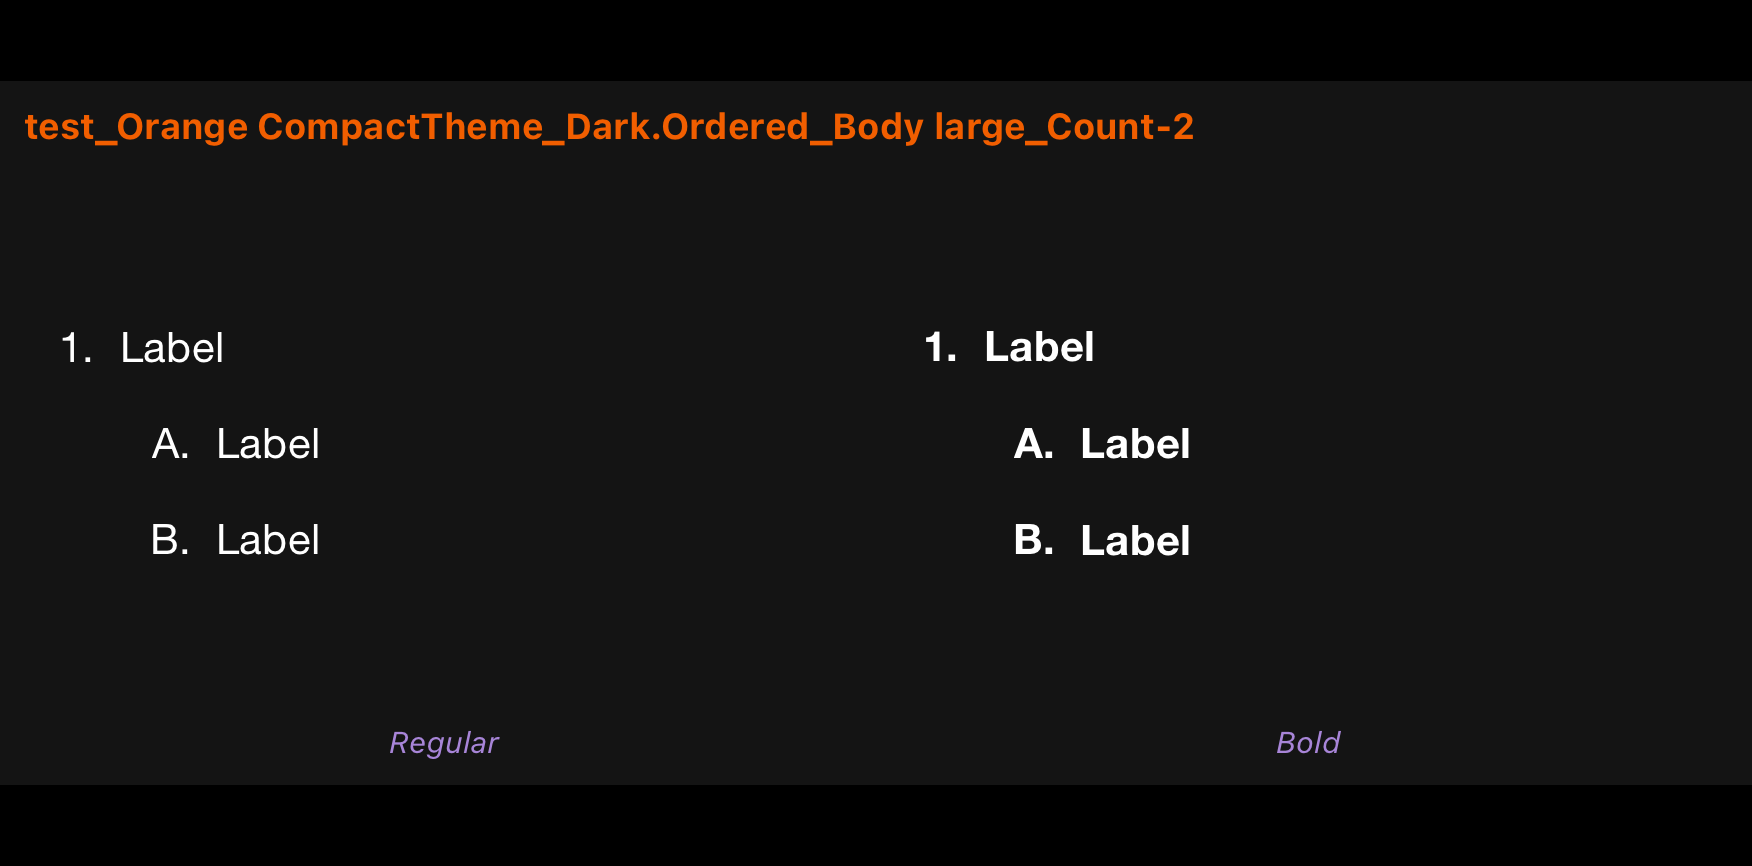 test_Orange CompactTheme_Dark.Ordered_Body large_Count-2
1. Label
A. Label
B. Label
Regular
1. Label
A. Label
B. Label
Bold